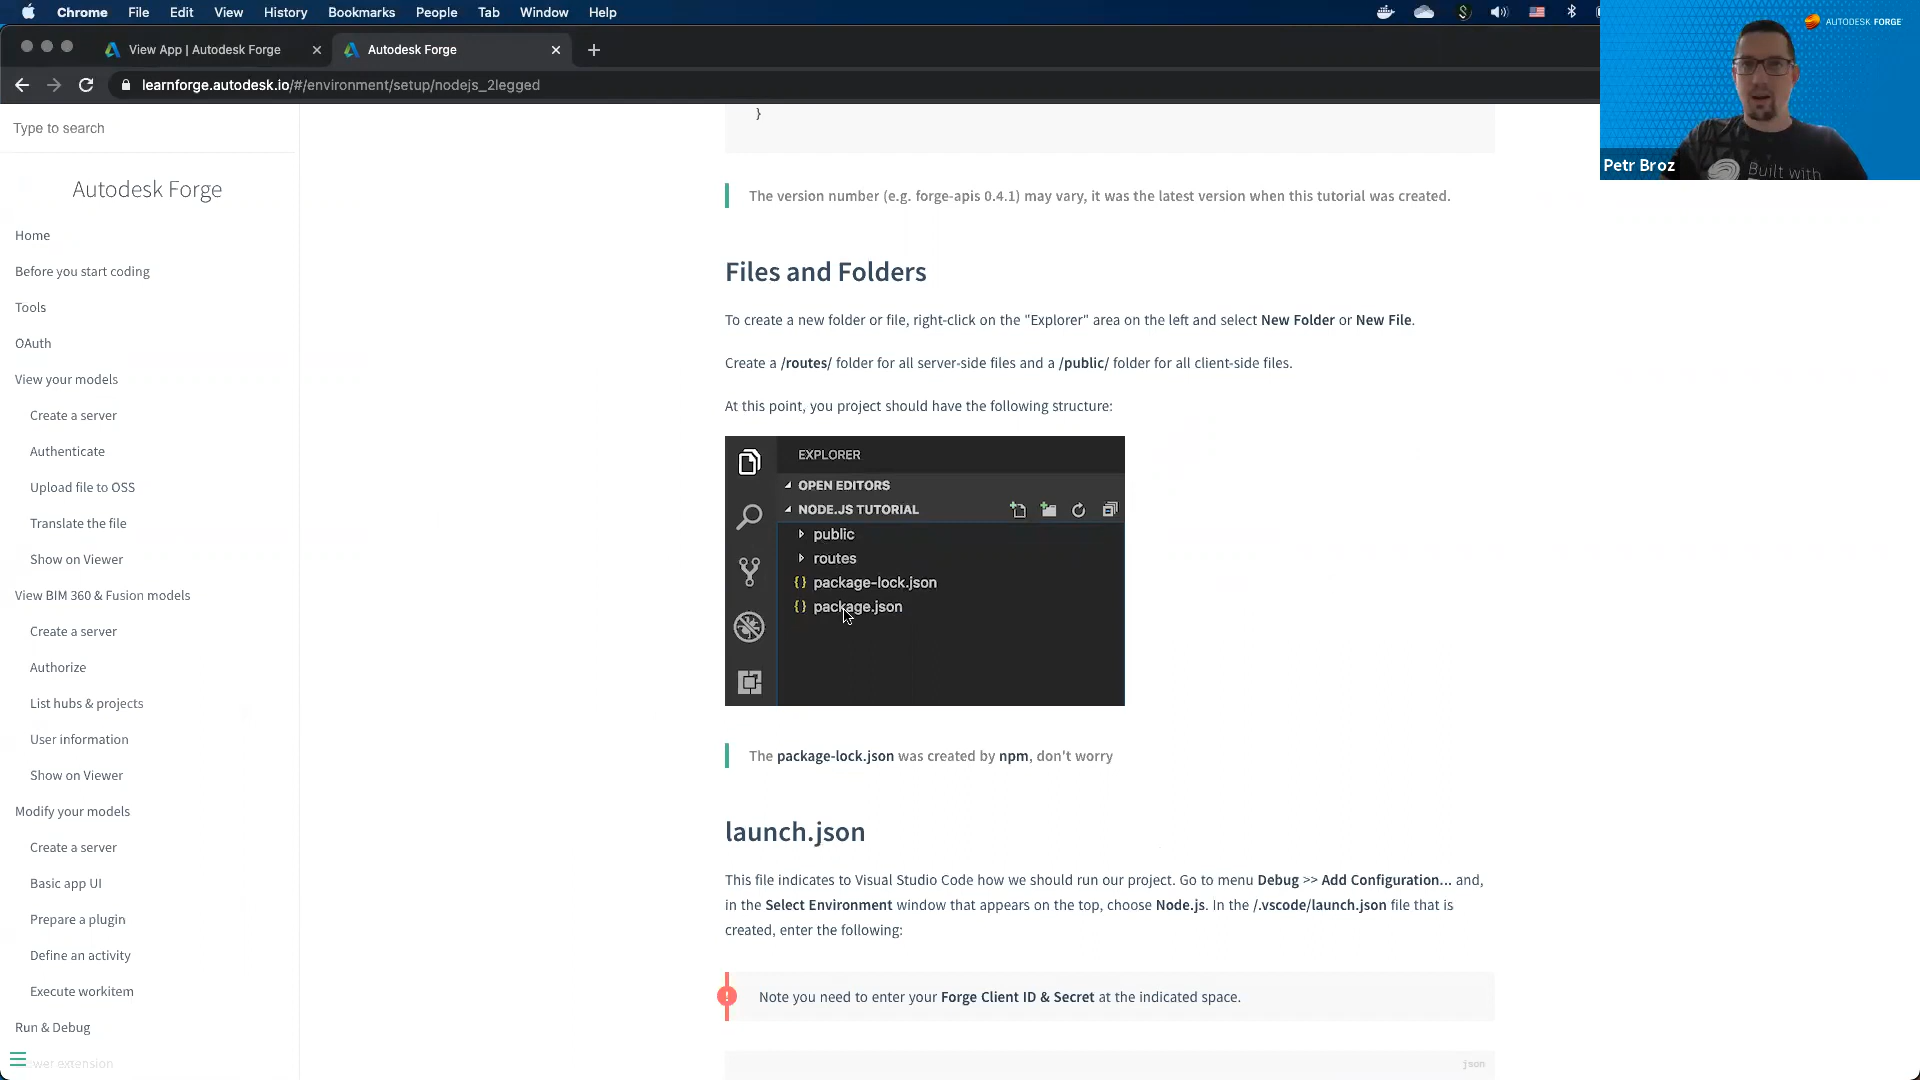 Chrome File Edit View History Bookmarks People Tab Window Help
View App | Autodesk Forge
Autodesk Forge
learnforge.autodesk.io/#/environment/setup/nodejs_2legged
AUTODESK FORGE
Built with
Petr Broz
Type to search
Autodesk Forge
Home
Before you start coding
Tools
OAuth
View your models
Create a server
Authenticate
Upload file to OSS
Translate the file
Show on Viewer
View BIM 360 & Fusion models
Create a server
Authorize
List hubs & projects
User information
Show on Viewer
Modify your models
Create a server
Basic app UI
Prepare a plugin
Define an activity
Execute workitem
Run & Debug
extension
}
The version number (e.g. forge-apis 0.4.1) may vary, it was the latest version when this tutorial was created.
Files and Folders
To create a new folder or file, right-click on the "Explorer" area on the left and select New Folder or New File.
Create a /routes/ folder for all server-side files and a /public/ folder for all client-side files.
At this point, you project should have the following structure:
EXPLORER
OPEN EDITORS
NODE.JS TUTORIAL
public
routes
{} package-lock.json
{} package.json
The package-lock.json was created by npm, don't worry
launch.json
This file indicates to Visual Studio Code how we should run our project. Go to menu Debug >> Add Configuration... and,
in the Select Environment window that appears on the top, choose Node.js. In the /.vscode/launch.json file that is
created, enter the following:
! Note you need to enter your Forge Client ID & Secret at the indicated space.
json